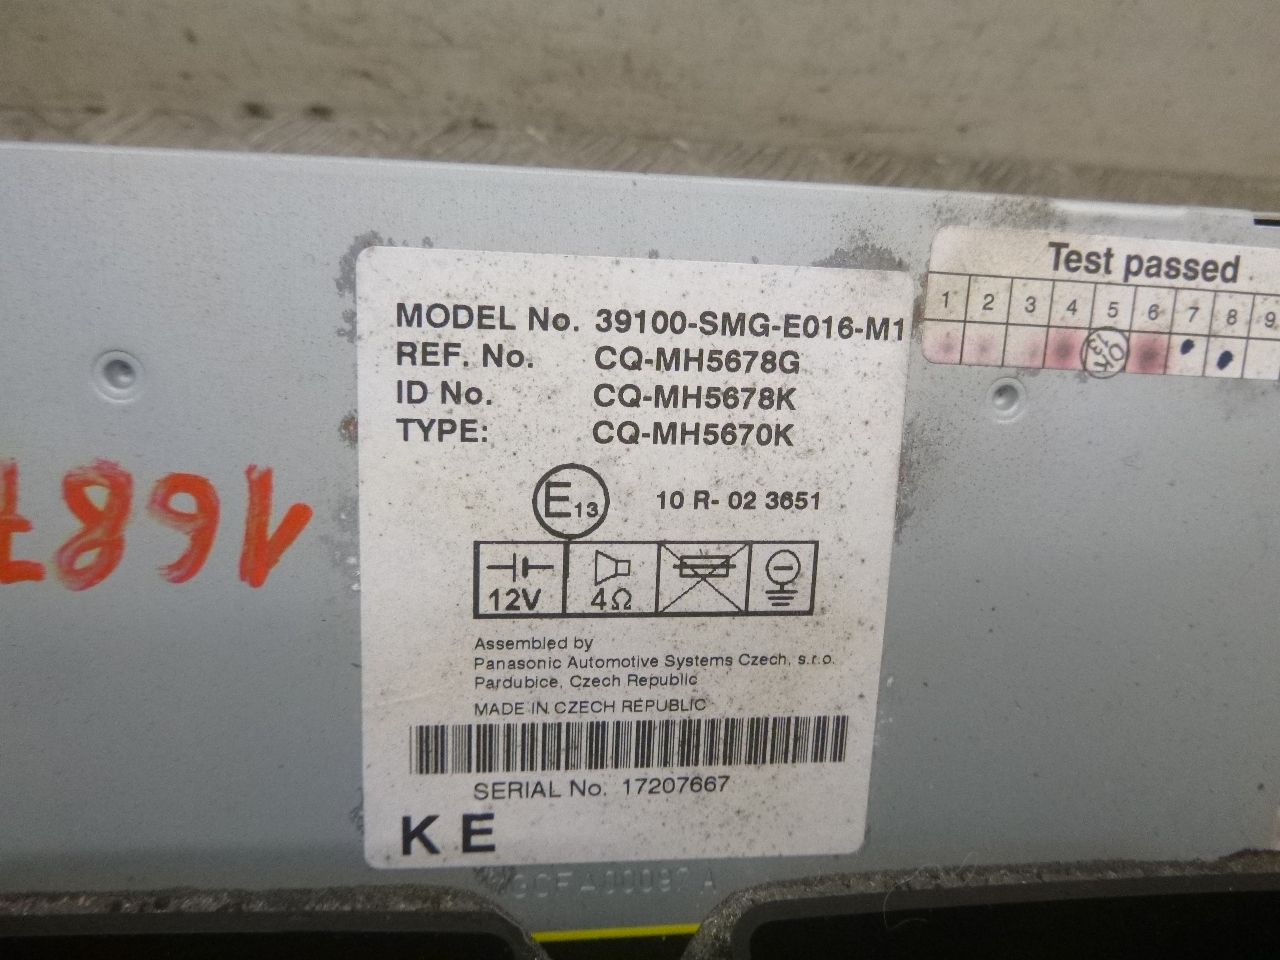 Test passed
1 2 3 4 5 6 7 8 9
MODEL No. 39100-SMG-E016-M1
REF. No. CQ-MH5678G
ID No. CQ-MH5678K
TYPE: CQ-MH5670K
E13 10 R- 02 3651
12V 4Ω
Assembled by
Panasonic Automotive Systems Czech, s.r.o.
Pardubice, Czech Republic
MADE IN CZECH REPUBLIC
SERIAL No. 17207667
KE
1687